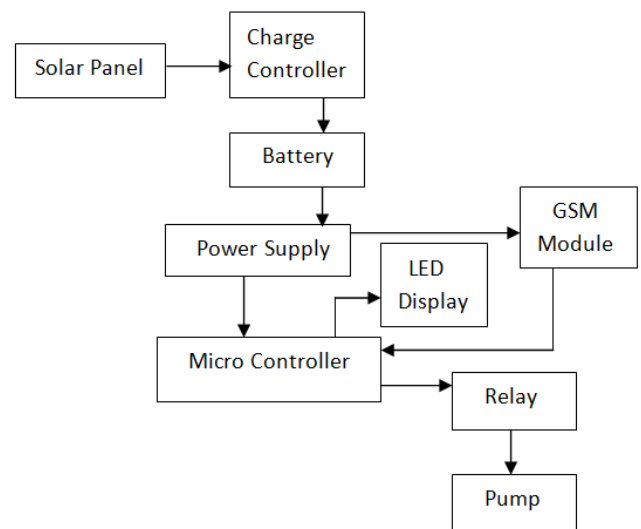 Charge
Controller
Solar Panel
Battery
GSM
Module
Power Supply
LED
Display
Micro Controller
Relay
Pump